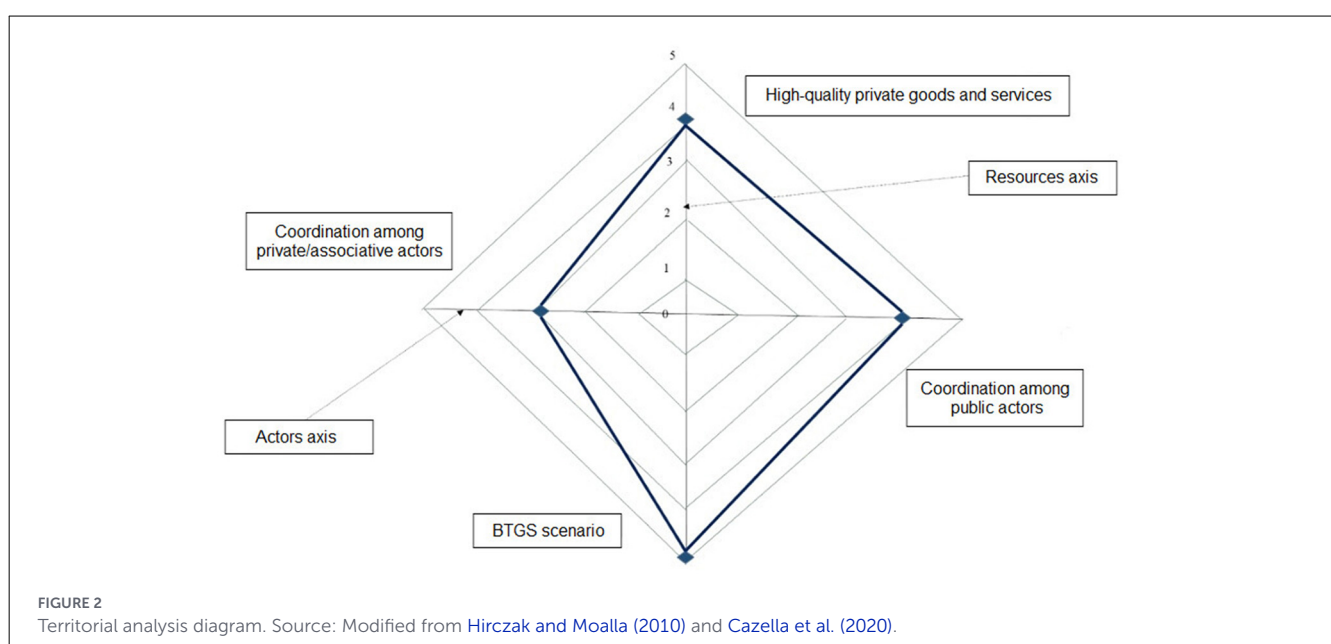 5
High-quality private goods and services
4
3
Resources axis
2
Coordination among
private/associative actors
1
0
Coordination among
public actors
Actors axis
BTGS scenario
FIGURE 2
Territorial analysis diagram. Source: Modified from Hirczak and Moalla (2010) and Cazella et al. (2020).